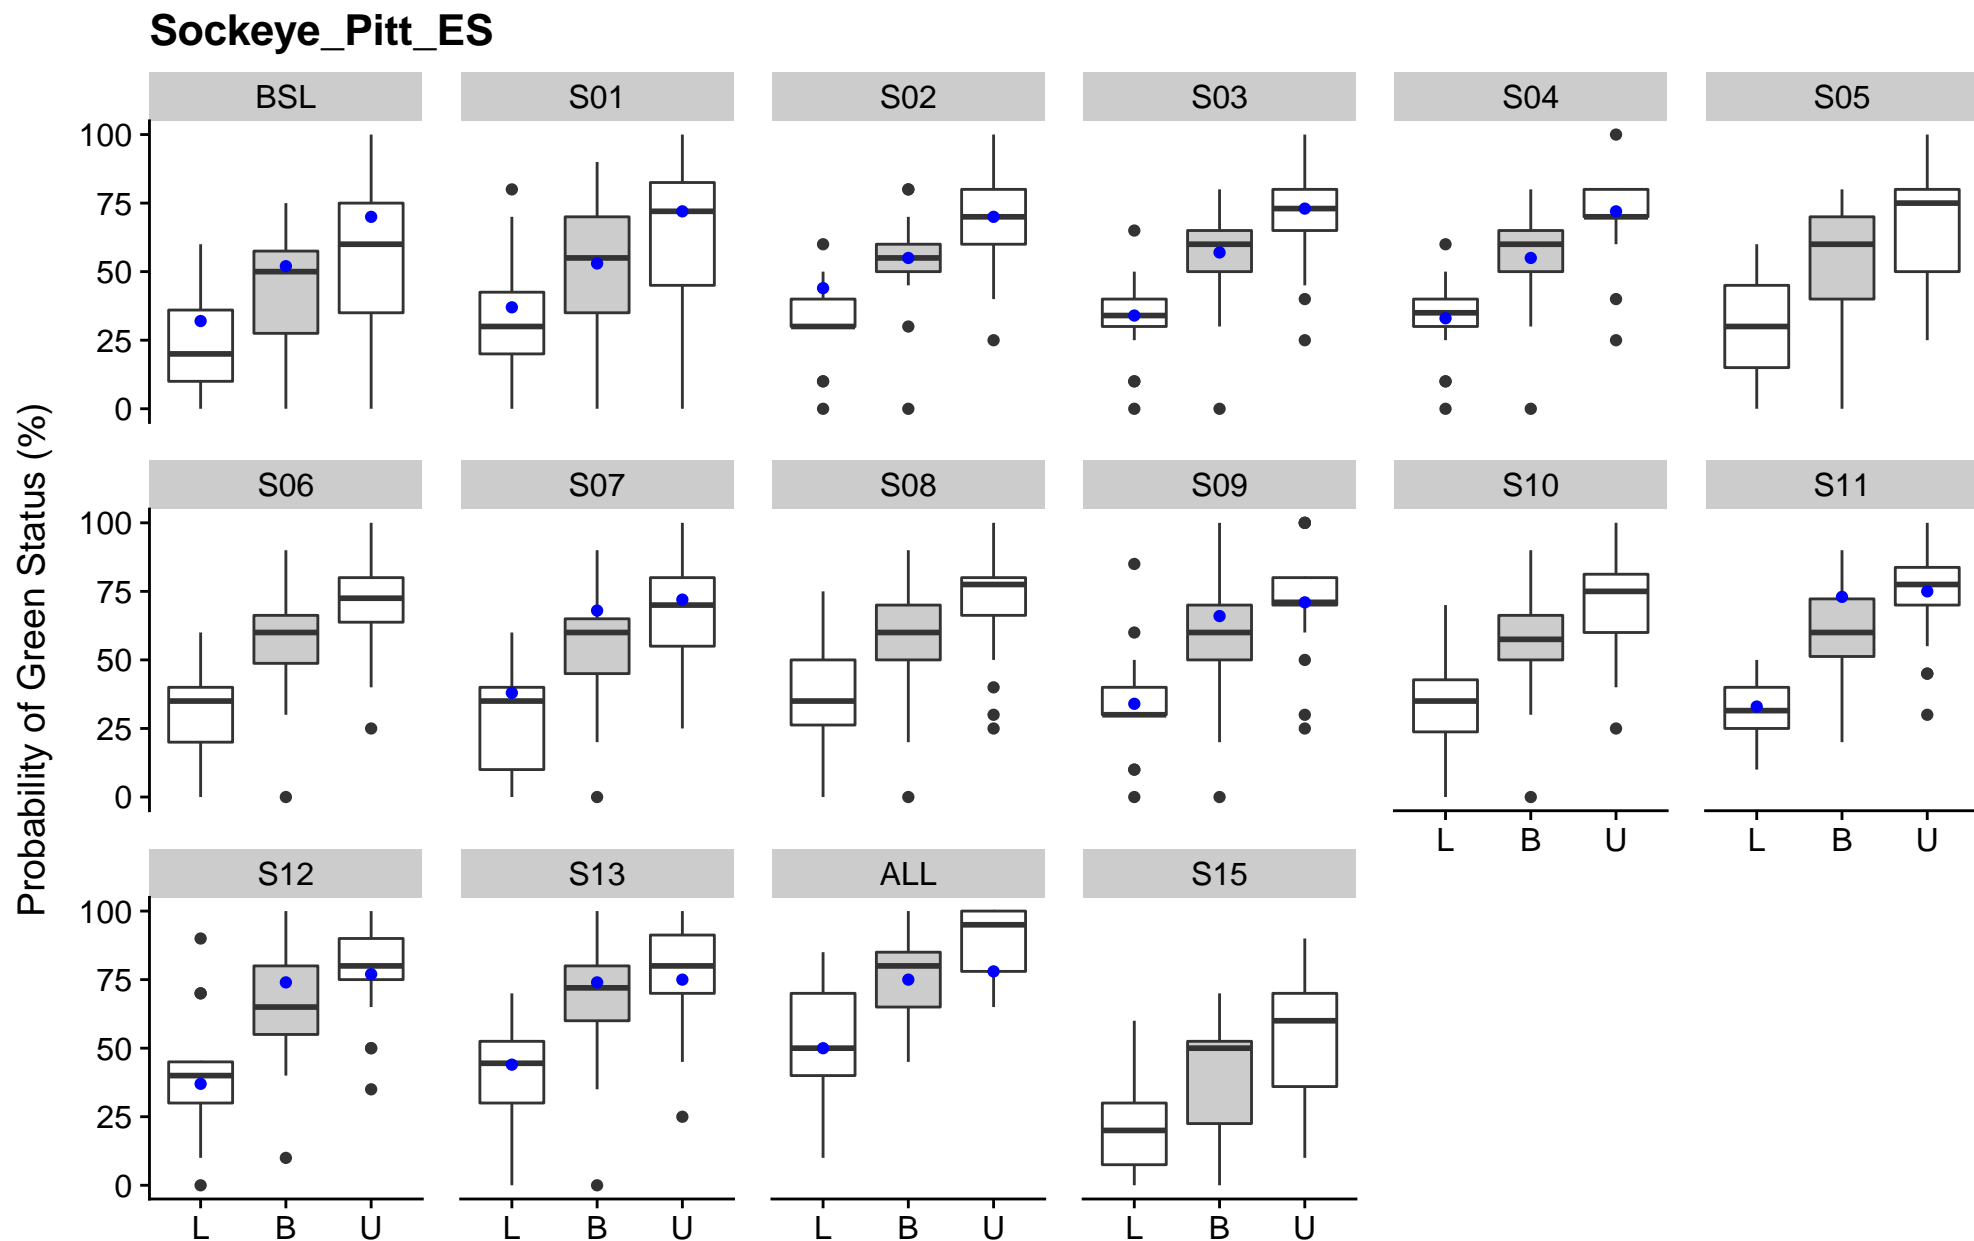 Sockeye_Pitt_ES
BSL S01 S02 S03 S04 S05
100
75
50
25
0
Probability of Green Status (%)
S06 S07 S08 S09 S10 S11
100
75
50
25
0
L B U L B U
S12 S13 ALL S15
100
75
50
25
0
L B U L B U L B U L B U